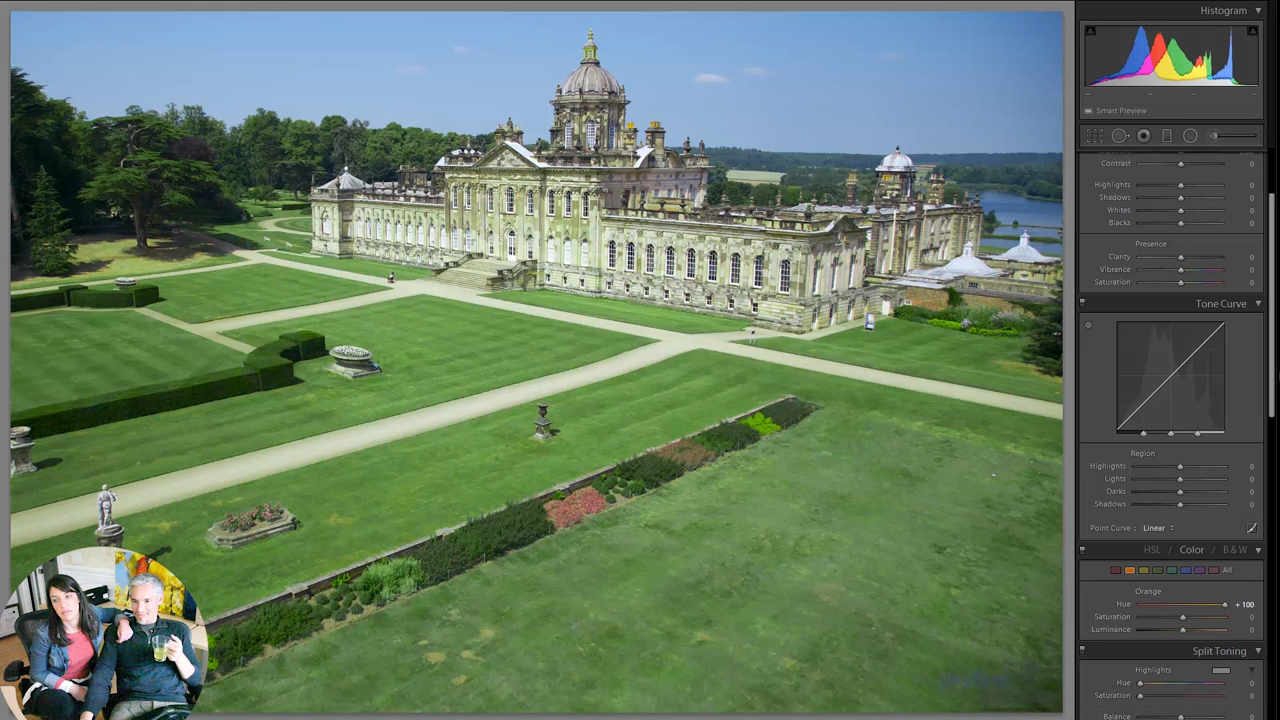 Histogram
Smart Preview
Contrast 0
Highlights 0
Shadows 0
Whites 0
Blacks 0
Presence
Clarity 0
Vibrance 0
Saturation 0
Tone Curve
Region
Highlights 0
Lights 0
Darks 0
Shadows 0
Point Curve : Linear
HSL / Color / B & W
All
Orange
Hue + 100
Saturation 0
Luminance 0
Split Toning
Highlights
Hue 0
Saturation 0
Balance 0